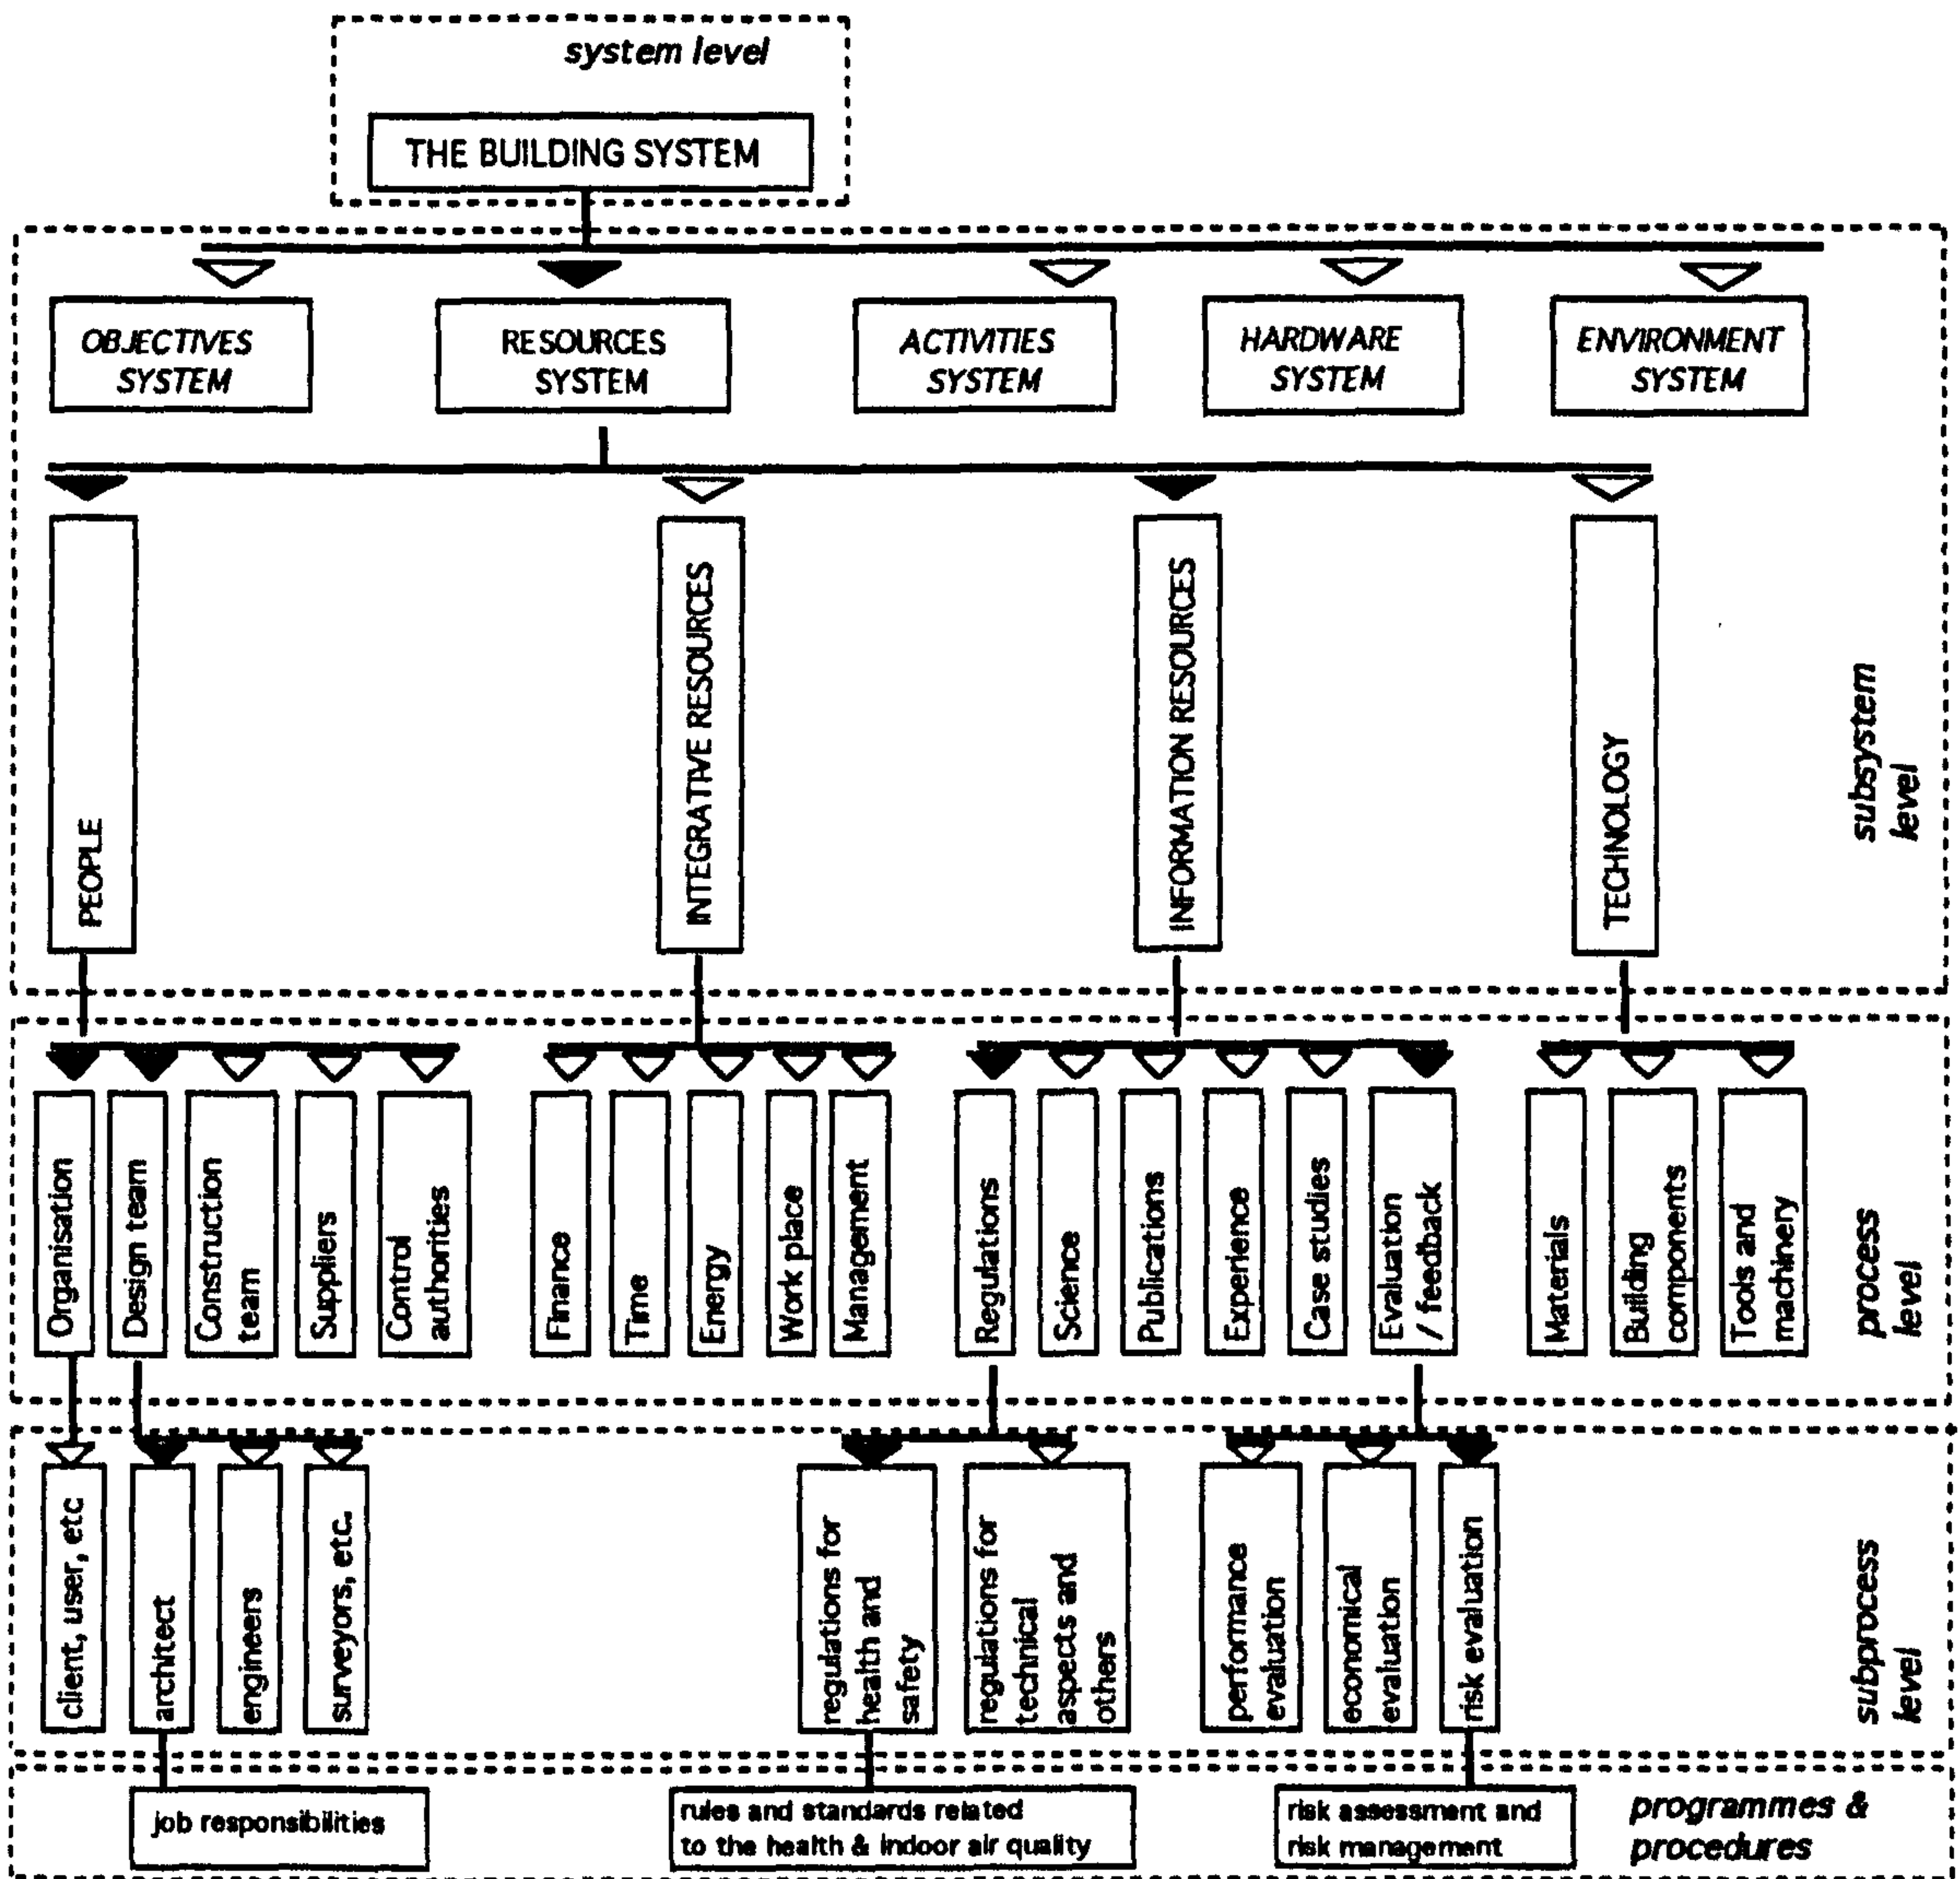 system level
THE BUILDING SYSTEM
OBJECTIVES
SYSTEM
RESOURCES
SYSTEM
ACTIVITIES
SYSTEM
HARDWARE
SYSTEM
ENVIRONMENT
SYSTEM
PEOPLE
INTEGRATIVE RESOURCES
INFORMATION RESOURCES
TECHNOLOGY
subsystem
level
Organisation
Design team
Construction
team
Suppliers
Control
authorities
Finance
Time
Energy
Work place
Management
Regulations
Science
Publications
Experience
Case studies
Evaluation
/ feedback
Materials
Building
components
Tools and
machinery
process
level
client, user, etc
architect
engineers
surveyors, etc.
regulations for
health and
safety
regulations for
technical
aspects and
others
performance
evaluation
economical
evaluation
risk evaluation
subprocess
level
job responsibilities
rules and standards related
to the health & indoor air quality
risk assessment and
risk management
programmes &
procedures